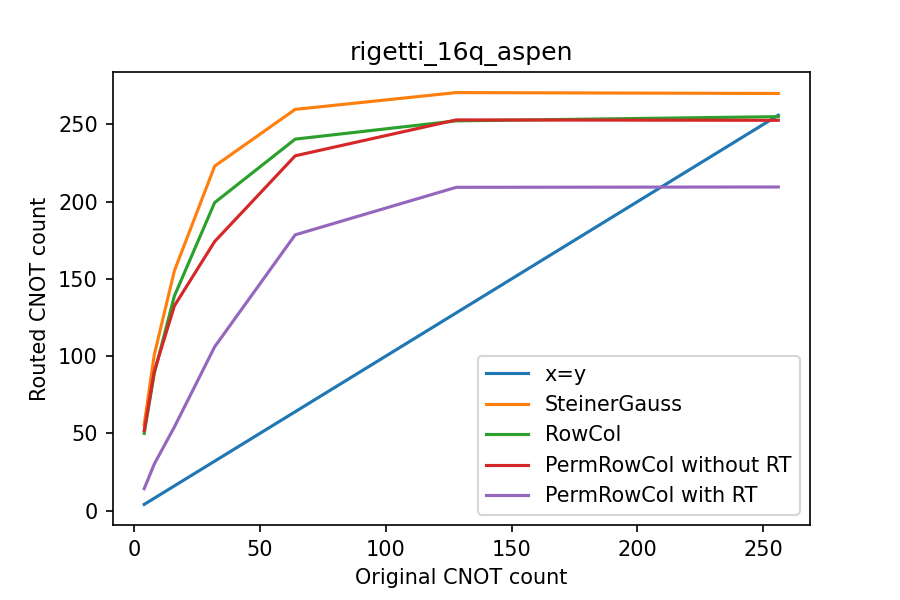 rigetti_16q_aspen
Routed CNOT count
250
200
150
100
50
0
x=y
SteinerGauss
RowCol
PermRowCol without RT
PermRowCol with RT
0 50 100 150 200 250
Original CNOT count